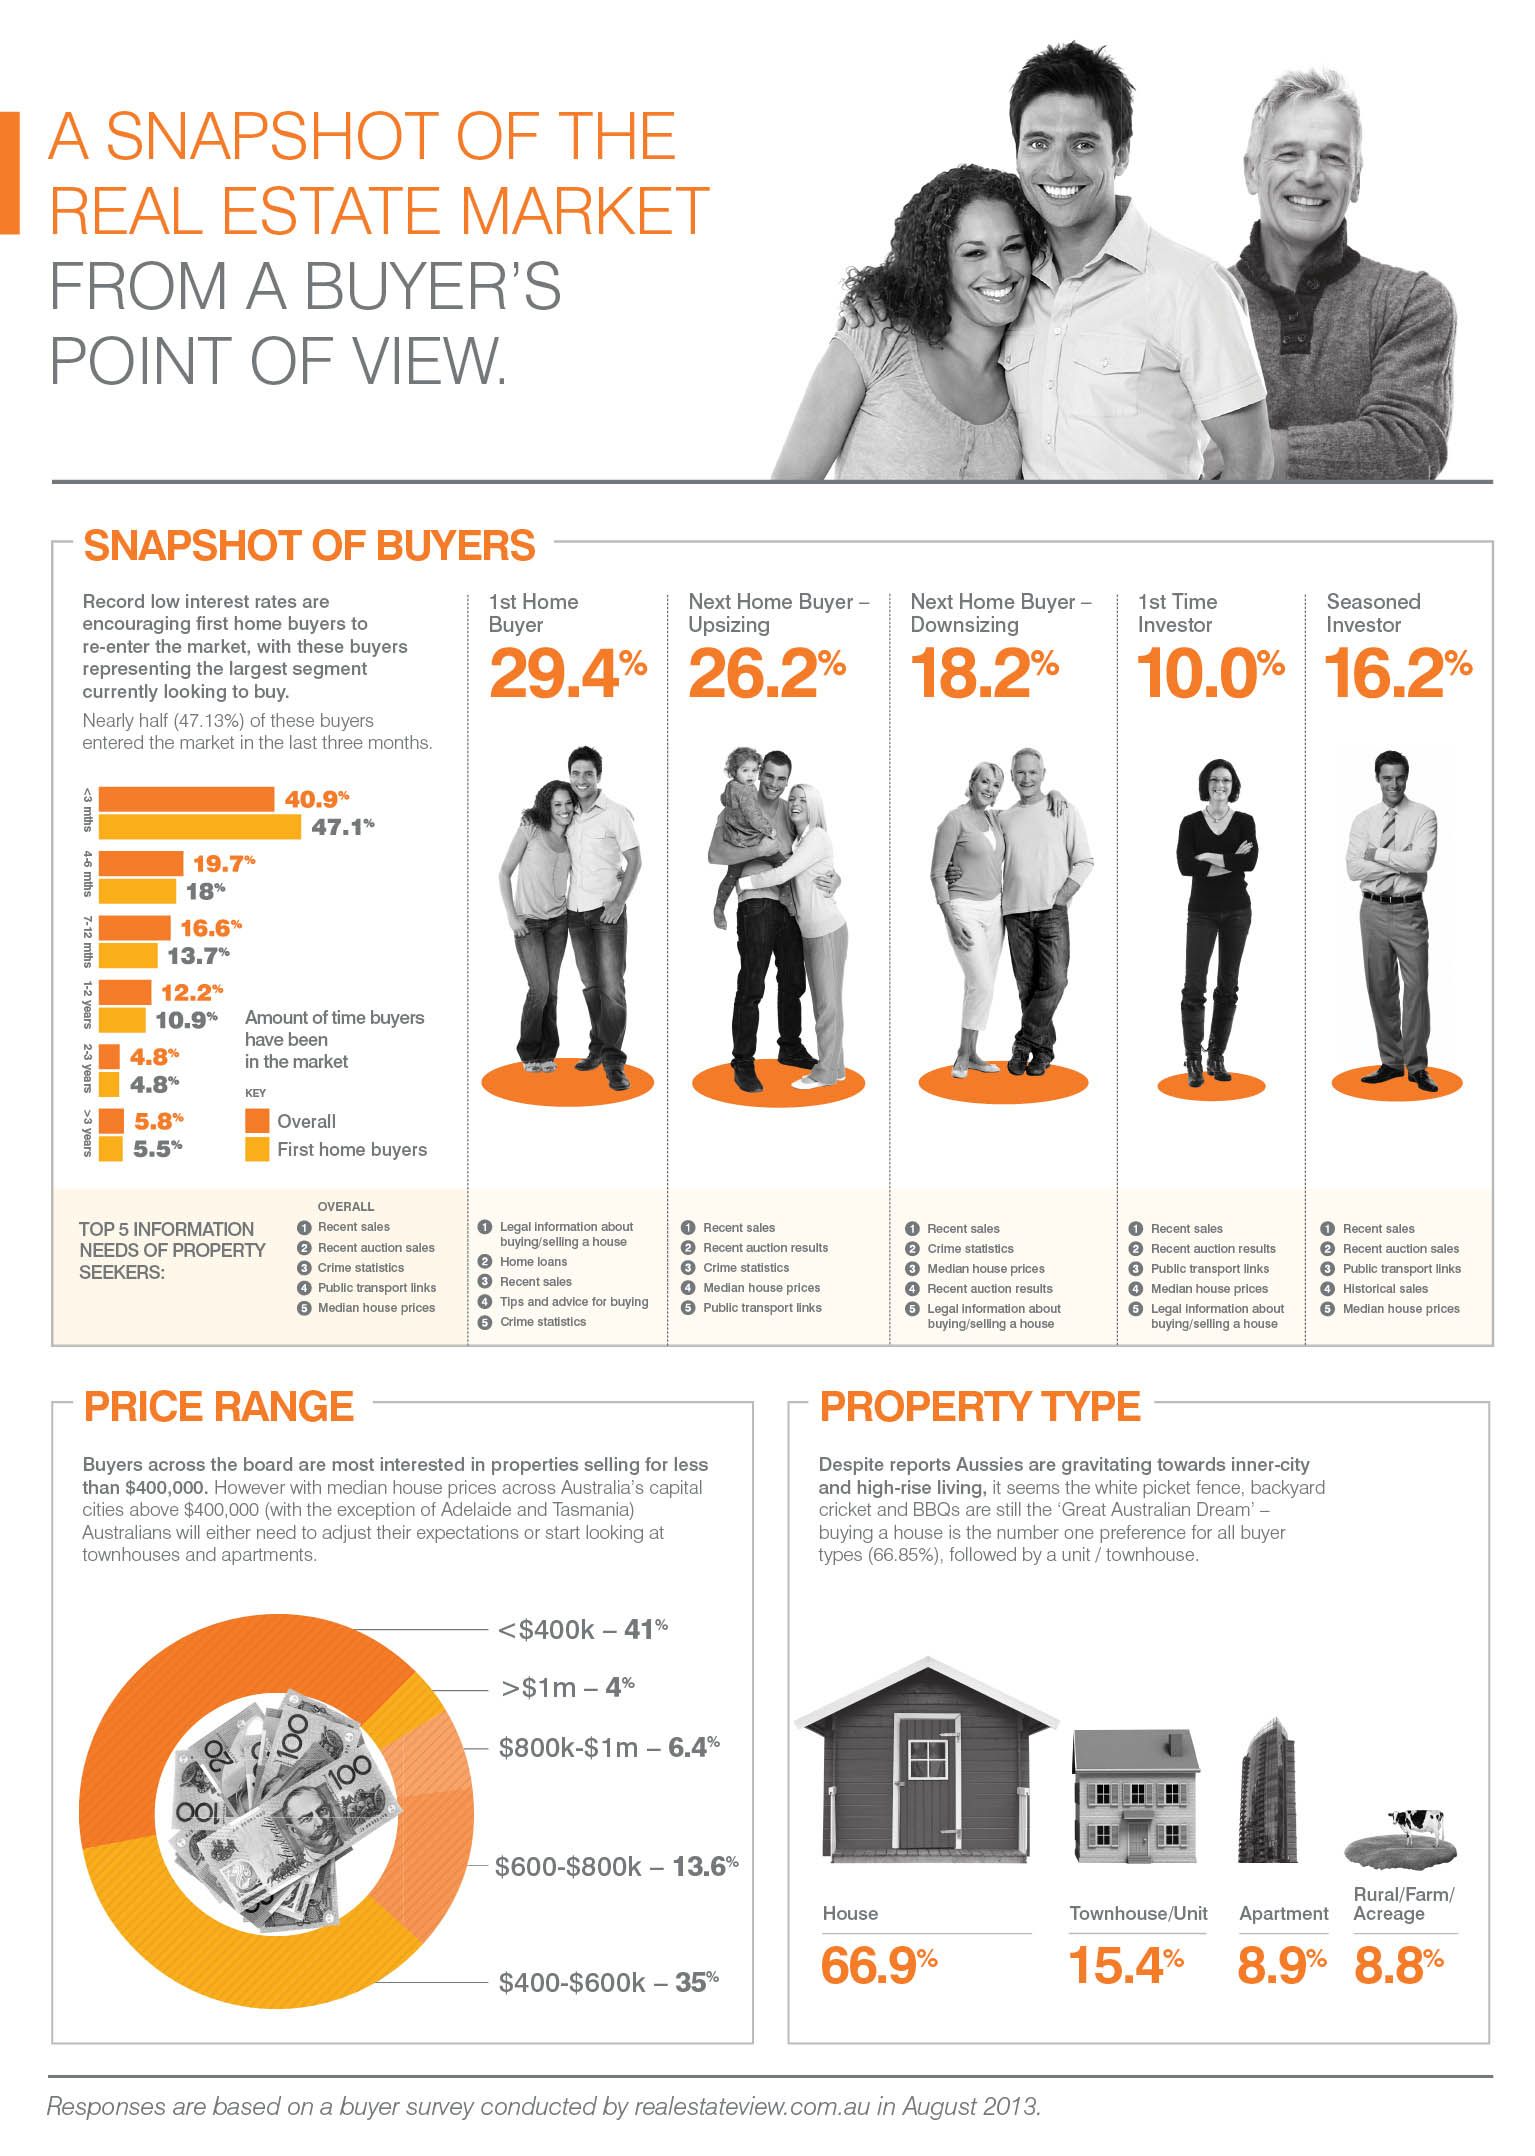 A SNAPSHOT OF THE
REAL ESTATE MARKET
FROM A BUYER'S
POINT OF VIEW.
SNAPSHOT OF BUYERS
Record low interest rates are
encouraging first home buyers to
re-enter the market, with these buyers
representing the largest segment
currently looking to buy.
Nearly half (47.13%) of these buyers
entered the market in the last three months.
<3 mths
40.9%
47.1%
4-6 mths
19.7%
18%
7-12 mths
16.6%
13.7%
1-2 years
12.2%
10.9%
2-3 years
4.8%
4.8%
>3 years
5.8%
5.5%
Amount of time buyers
have been
in the market
KEY
Overall
First home buyers
1st Home
Buyer
29.4%
Next Home Buyer –
Upsizing
26.2%
Next Home Buyer –
Downsizing
18.2%
1st Time
Investor
10.0%
Seasoned
Investor
16.2%
TOP 5 INFORMATION
NEEDS OF PROPERTY
SEEKERS:
OVERALL
1 Recent sales
2 Recent auction sales
3 Crime statistics
4 Public transport links
5 Median house prices
1 Legal information about
buying/selling a house
2 Home loans
3 Recent sales
4 Tips and advice for buying
5 Crime statistics
1 Recent sales
2 Recent auction results
3 Crime statistics
4 Median house prices
5 Public transport links
1 Recent sales
2 Crime statistics
3 Median house prices
4 Recent auction results
5 Legal information about
buying/selling a house
1 Recent sales
2 Recent auction results
3 Public transport links
4 Median house prices
5 Legal information about
buying/selling a house
1 Recent sales
2 Recent auction sales
3 Public transport links
4 Historical sales
5 Median house prices
PRICE RANGE
Buyers across the board are most interested in properties selling for less
than $400,000. However with median house prices across Australia's capital
cities above $400,000 (with the exception of Adelaide and Tasmania)
Australians will either need to adjust their expectations or start looking at
townhouses and apartments.
<$400k – 41%
>$1m – 4%
$800k-$1m – 6.4%
$600-$800k – 13.6%
$400-$600k – 35%
20
100
100
100
PROPERTY TYPE
Despite reports Aussies are gravitating towards inner-city
and high-rise living, it seems the white picket fence, backyard
cricket and BBQs are still the 'Great Australian Dream' –
buying a house is the number one preference for all buyer
types (66.85%), followed by a unit / townhouse.
House
66.9%
Townhouse/Unit
15.4%
Apartment
8.9%
Rural/Farm/
Acreage
8.8%
Responses are based on a buyer survey conducted by realestateview.com.au in August 2013.